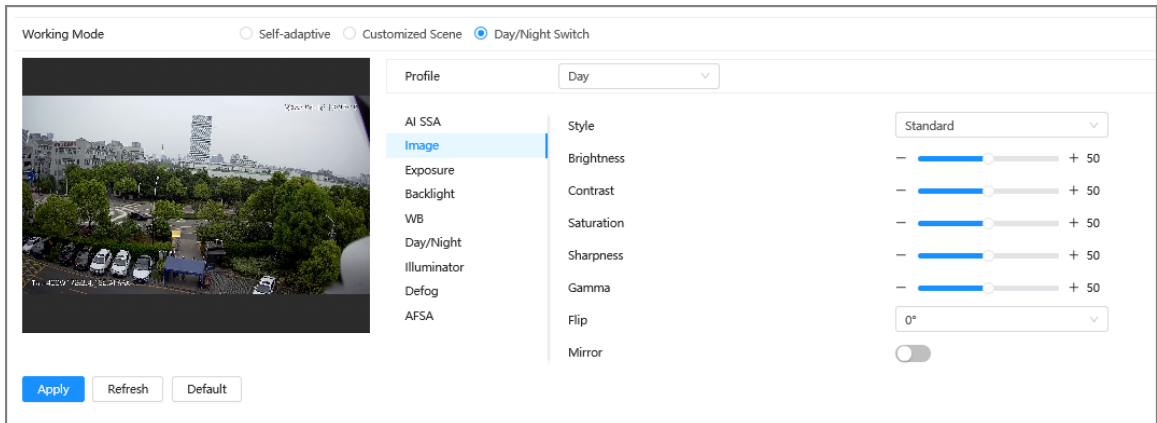 Working Mode Self-adaptive Customized Scene Day/Night Switch
Profile Day
AI SSA
Image
Exposure
Backlight
WB
Day/Night
Illuminator
Defog
AFSA
Style Standard
Brightness − + 50
Contrast − + 50
Saturation − + 50
Sharpness − + 50
Gamma − + 50
Flip 0°
Mirror
Apply Refresh Default